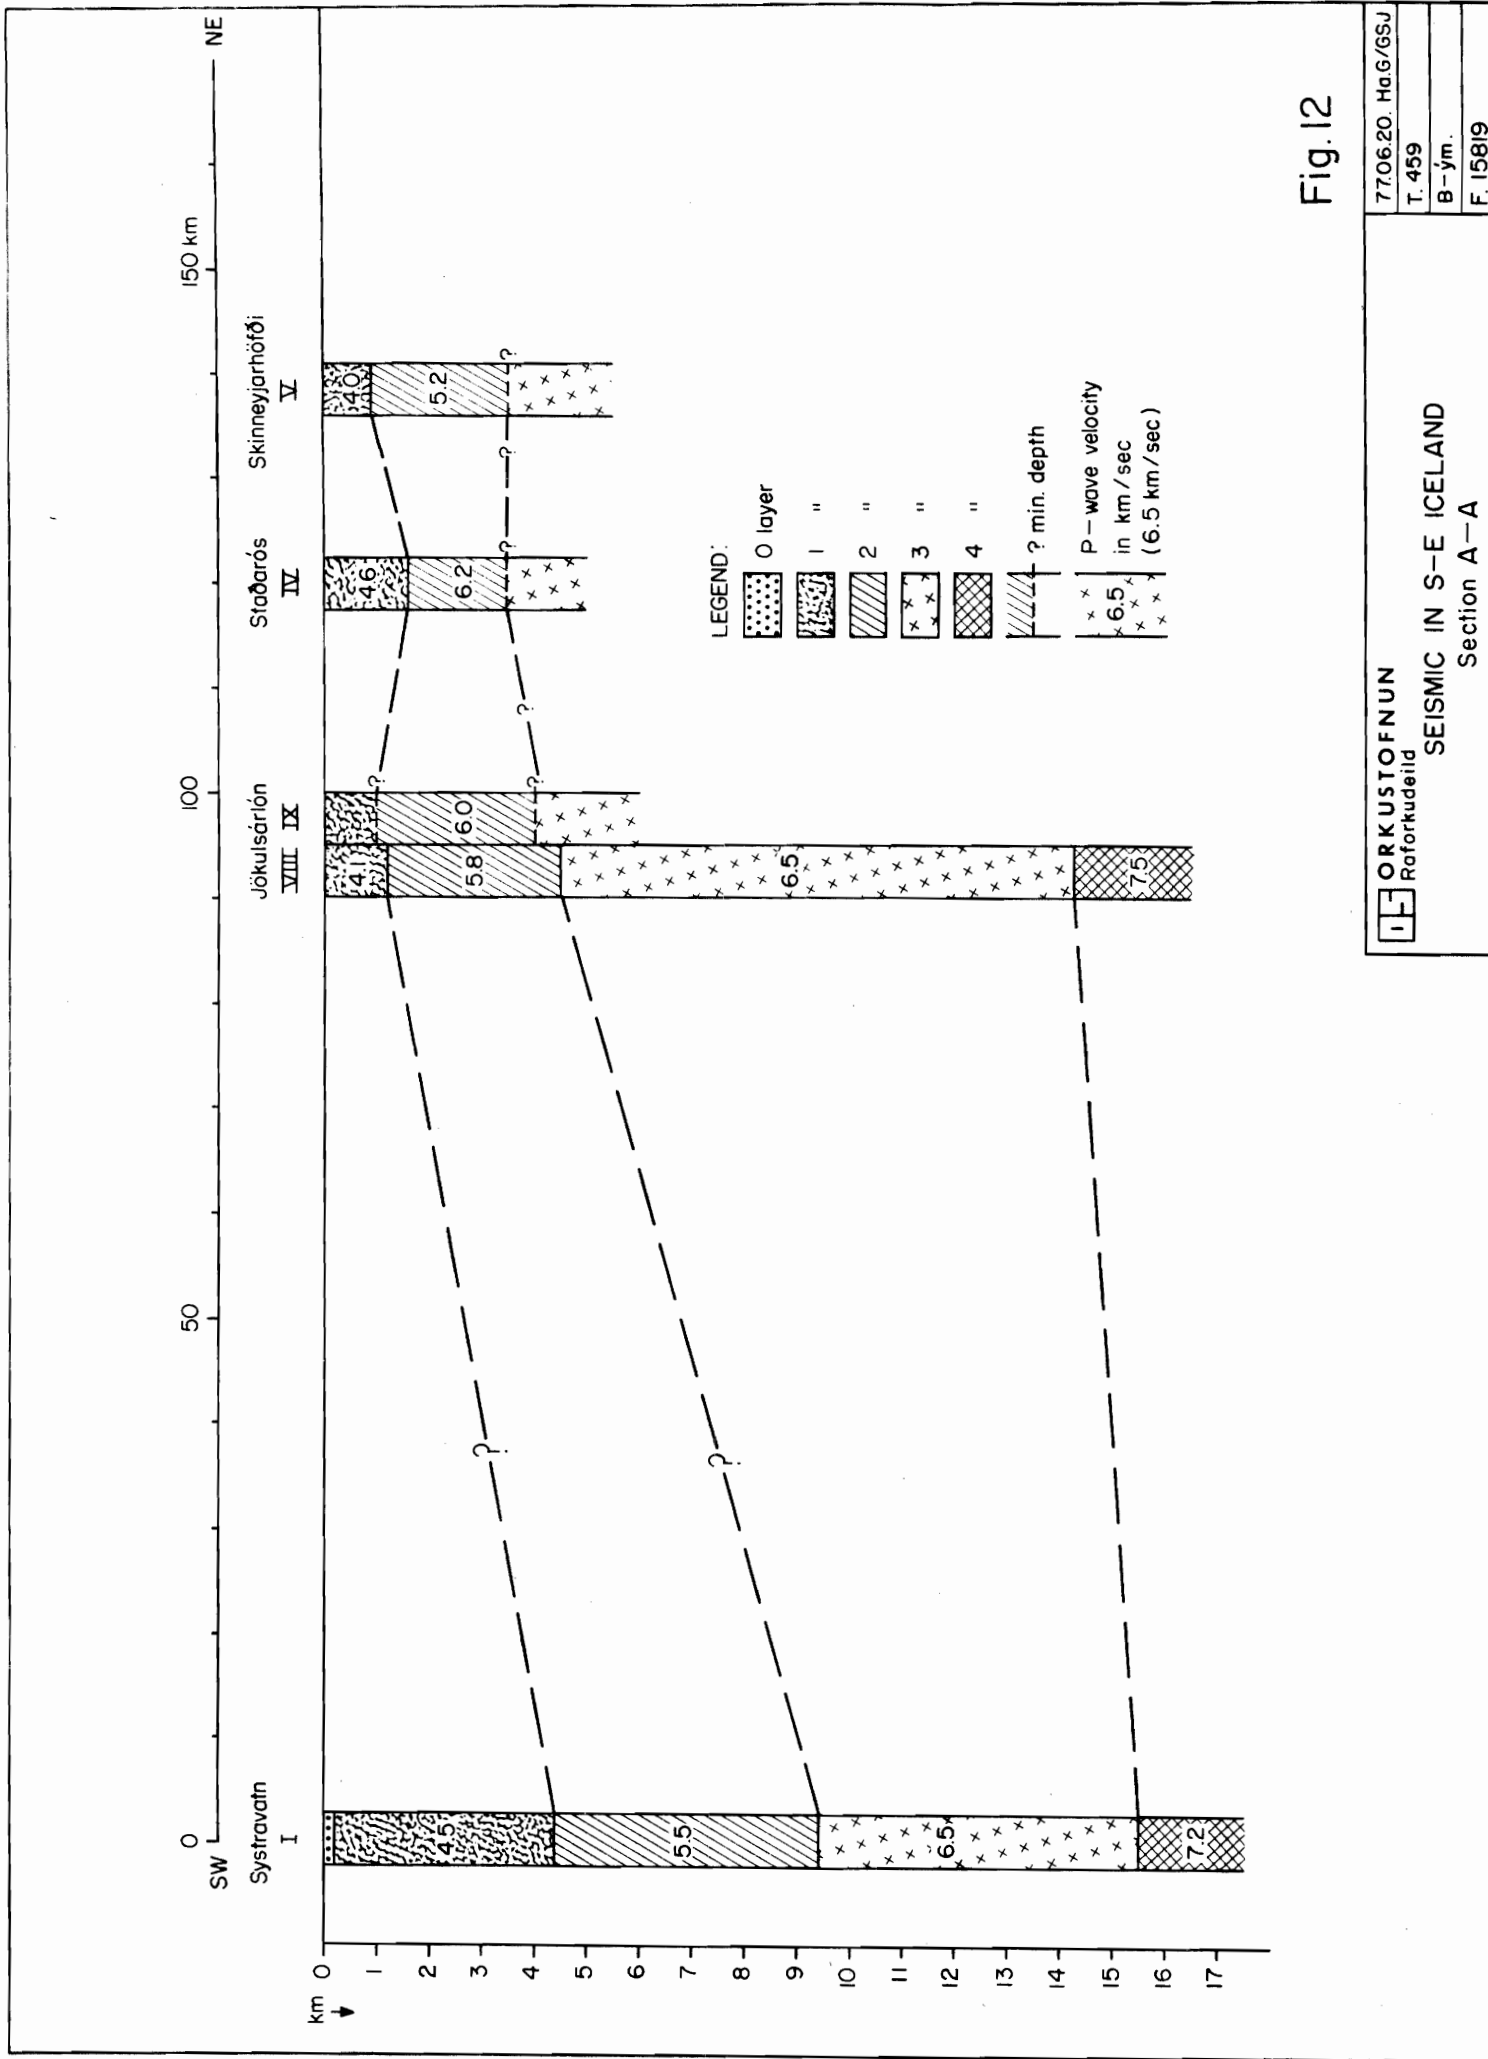 SW NE
0 50 100 150 km
Systravatn Jökulsárlón Staðarós Skinneyjarhöfði
I VIII IX IV V
km
0
1
2
3
4
5
6
7
8
9
10
11
12
13
14
15
16
17
4.5
5.5
6.5
7.2
?
?
4.1
5.8
6.5
7.5
?
6.0
?
?
4.6
6.2
?
?
4.0
5.2
?
LEGEND:
0 layer
1 "
2 "
3 "
4 "
? min. depth
6.5 P-wave velocity
in km/sec
(6.5 km/sec)
Fig. 12
ORKUSTOFNUN
Raforkudeild
SEISMIC IN S-E ICELAND
Section A-A
77.06.20. Ha.G/GSJ
T. 459
B-ým.
F. 15819